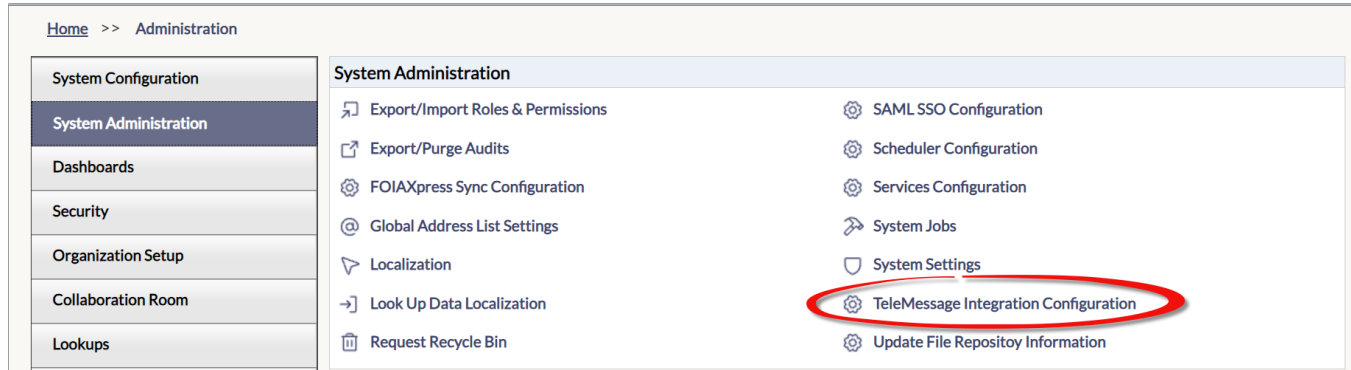 Home >> Administration
System Configuration
System Administration
Dashboards
Security
Organization Setup
Collaboration Room
Lookups
System Administration
Export/Import Roles & Permissions
Export/Purge Audits
FOIAXpress Sync Configuration
Global Address List Settings
Localization
Look Up Data Localization
Request Recycle Bin
SAML SSO Configuration
Scheduler Configuration
Services Configuration
System Jobs
System Settings
TeleMessage Integration Configuration
Update File Repositoy Information